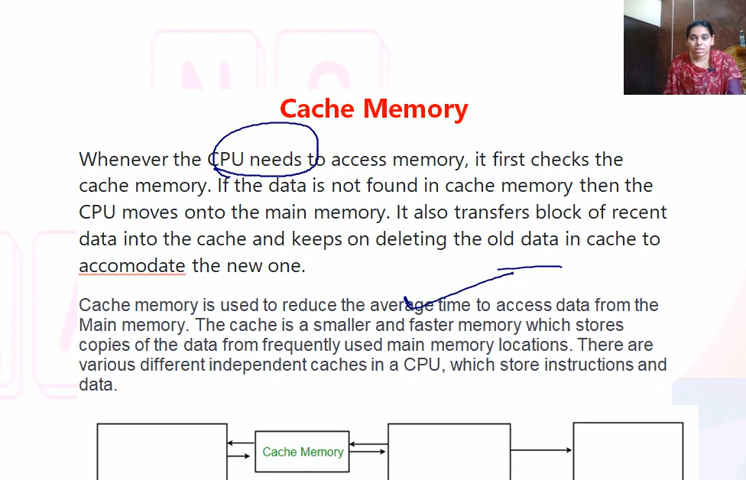 Cache Memory
Whenever the CPU needs to access memory, it first checks the
cache memory. If the data is not found in cache memory then the
CPU moves onto the main memory. It also transfers block of recent
data into the cache and keeps on deleting the old data in cache to
accomodate the new one.
Cache memory is used to reduce the average time to access data from the
Main memory. The cache is a smaller and faster memory which stores
copies of the data from frequently used main memory locations. There are
various different independent caches in a CPU, which store instructions and
data.
Cache Memory